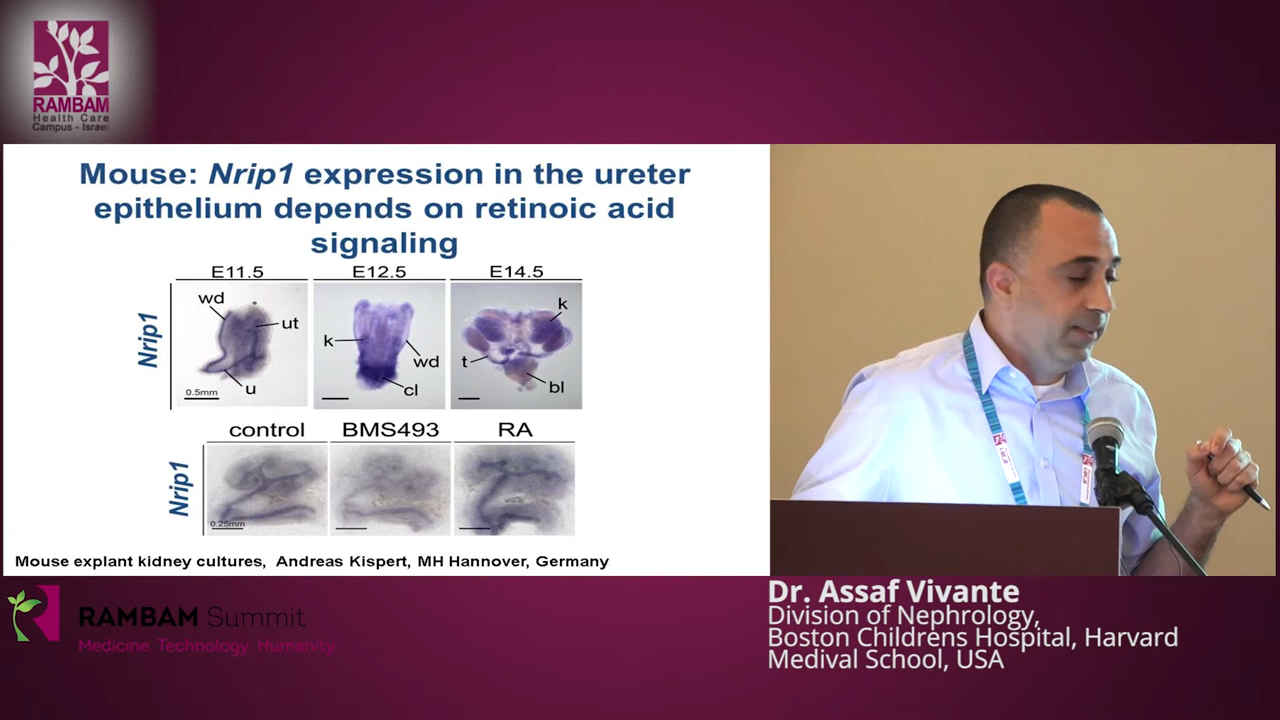 RAMBAM
Health Care
Campus - Israel
Mouse: Nrip1 expression in the ureter
epithelium depends on retinoic acid
signaling
E11.5 E12.5 E14.5
Nrip1
wd
ut
u
0.5mm
k
wd
cl
k
t
bl
control BMS493 RA
Nrip1
0.25mm
Mouse explant kidney cultures, Andreas Kispert, MH Hannover, Germany
RAMBAM Summit
Medicine. Technology. Humanity.
Dr. Assaf Vivante
Division of Nephrology,
Boston Childrens Hospital, Harvard
Medival School, USA